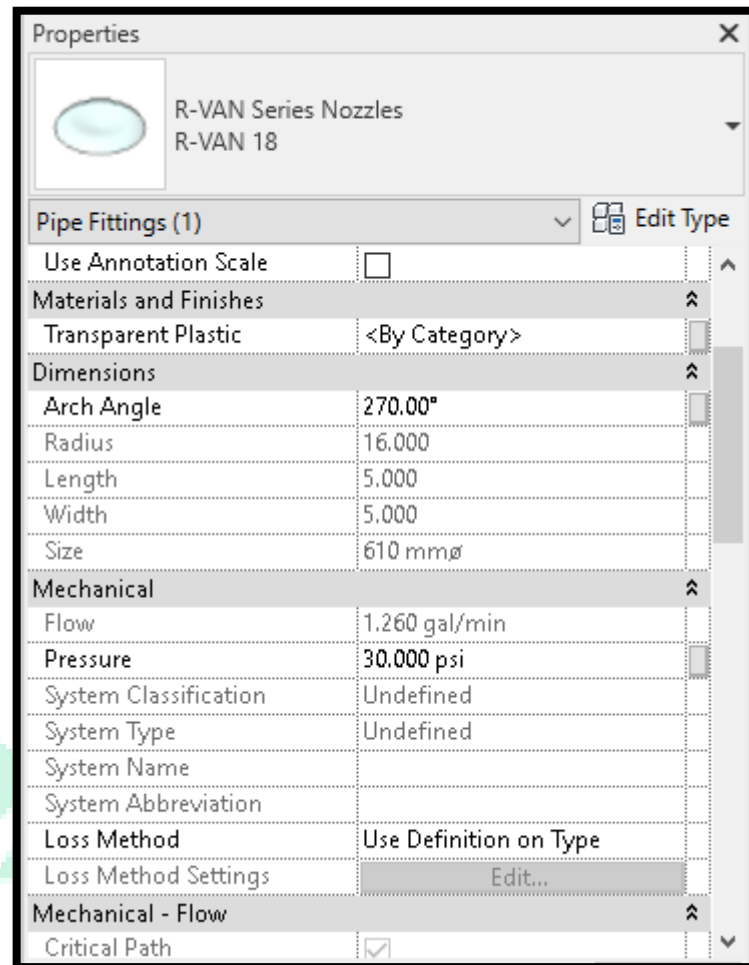 Properties
R-VAN Series Nozzles
R-VAN 18
Pipe Fittings (1) Edit Type
Use Annotation Scale
Materials and Finishes
Transparent Plastic <By Category>
Dimensions
Arch Angle 270.00°
Radius 16.000
Length 5.000
Width 5.000
Size 610 mmø
Mechanical
Flow 1.260 gal/min
Pressure 30.000 psi
System Classification Undefined
System Type Undefined
System Name
System Abbreviation
Loss Method Use Definition on Type
Loss Method Settings Edit...
Mechanical - Flow
Critical Path